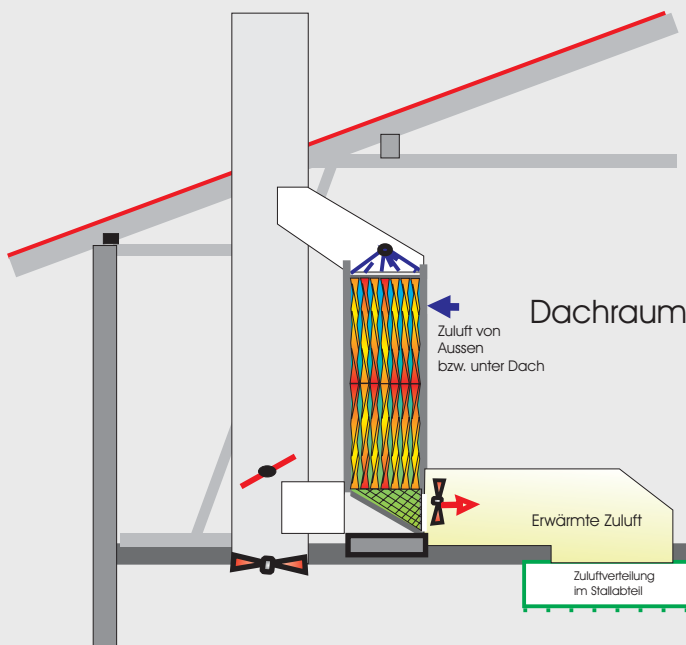 Dachraum
Zuluft von
Aussen
bzw. unter Dach
Erwärmte Zuluft
Zuluftverteilung
im Stallabteil